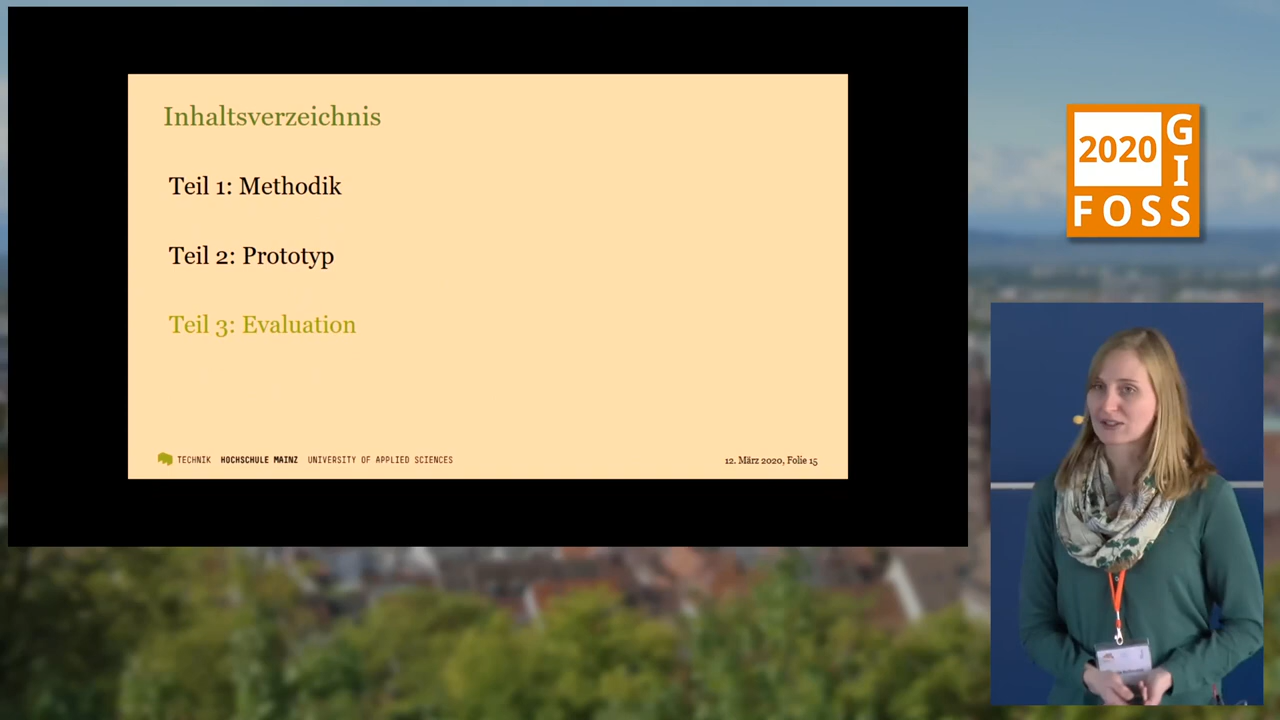 Inhaltsverzeichnis
Teil 1: Methodik
Teil 2: Prototyp
Teil 3: Evaluation
TECHNIK HOCHSCHULE MAINZ UNIVERSITY OF APPLIED SCIENCES
12. März 2020, Folie 15
2020 G
I
FOSS